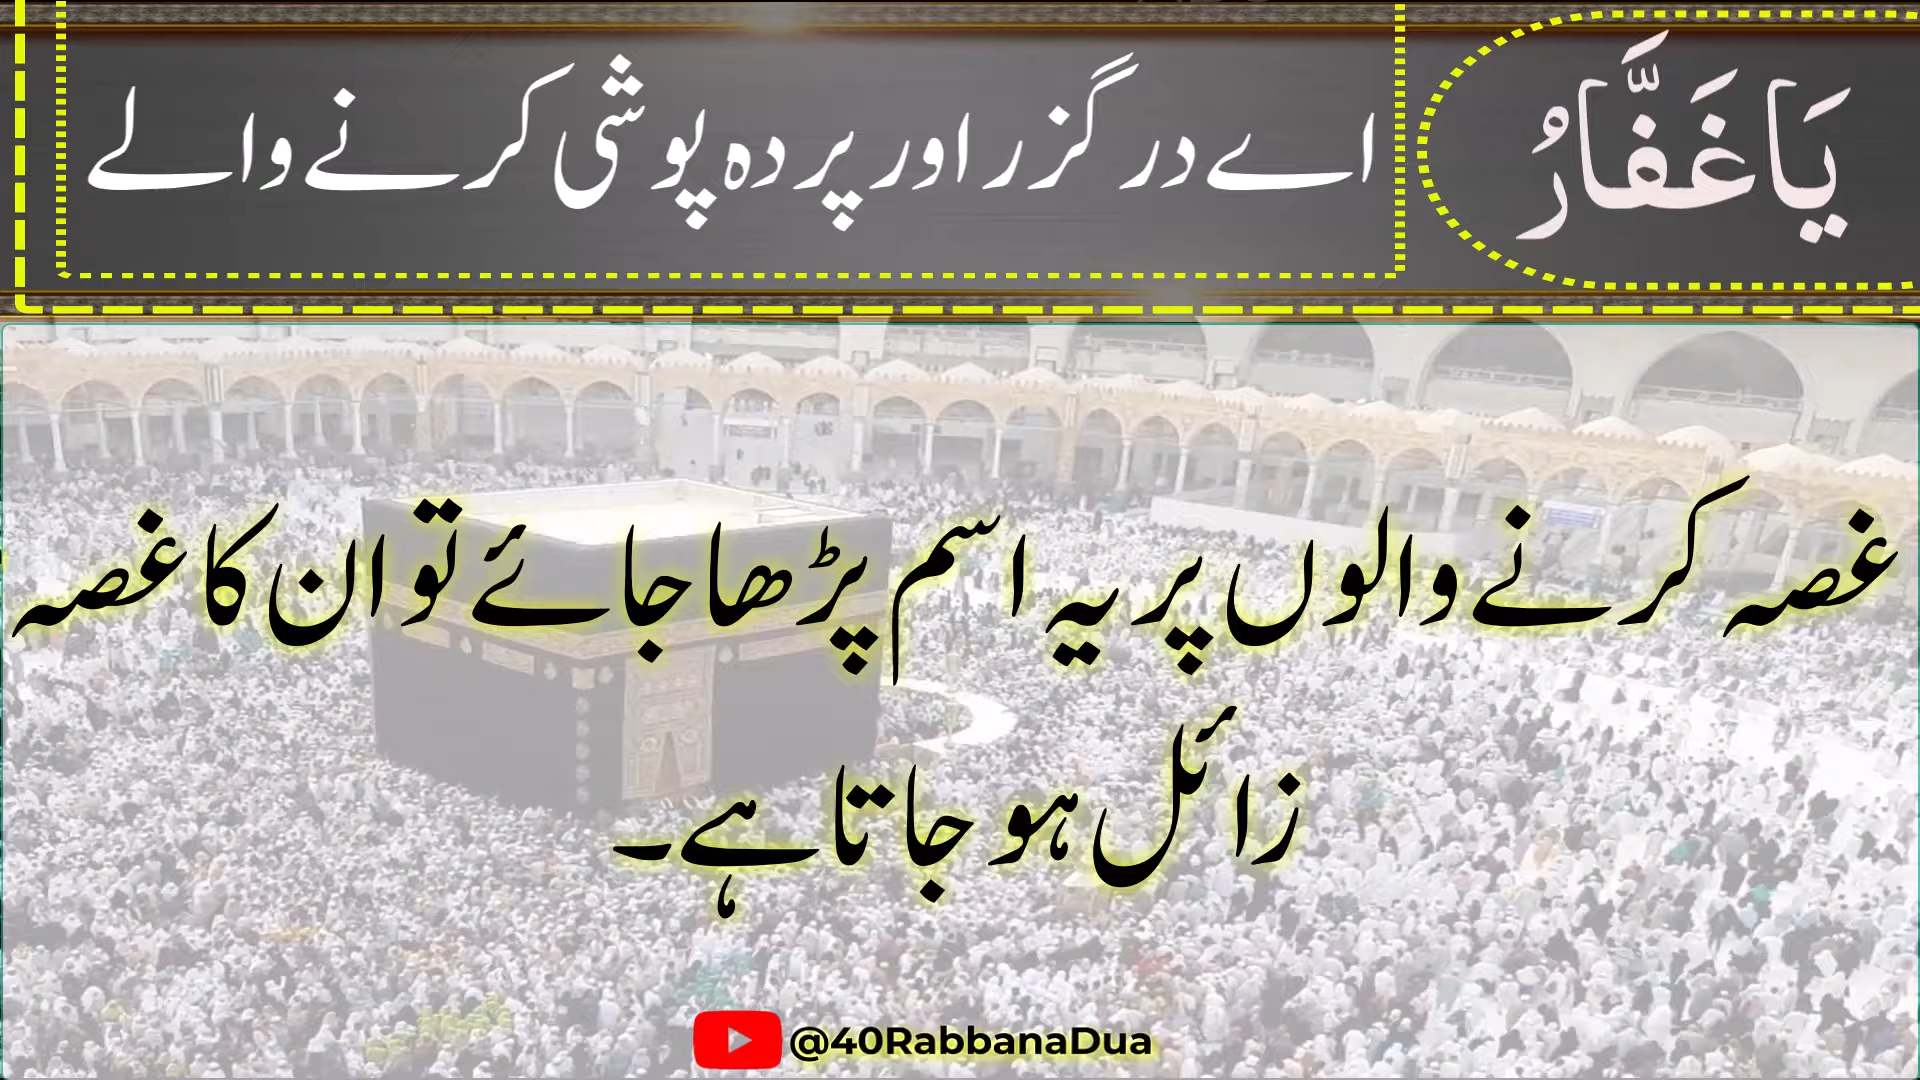 يَا غَفَّارُ
اے درگزر اور پردہ پوشی کرنے والے
غصہ کرنے والوں پر یہ اسم پڑھا جائے تو ان کا غصہ
زائل ہو جاتا ہے۔
@40RabbanaDua